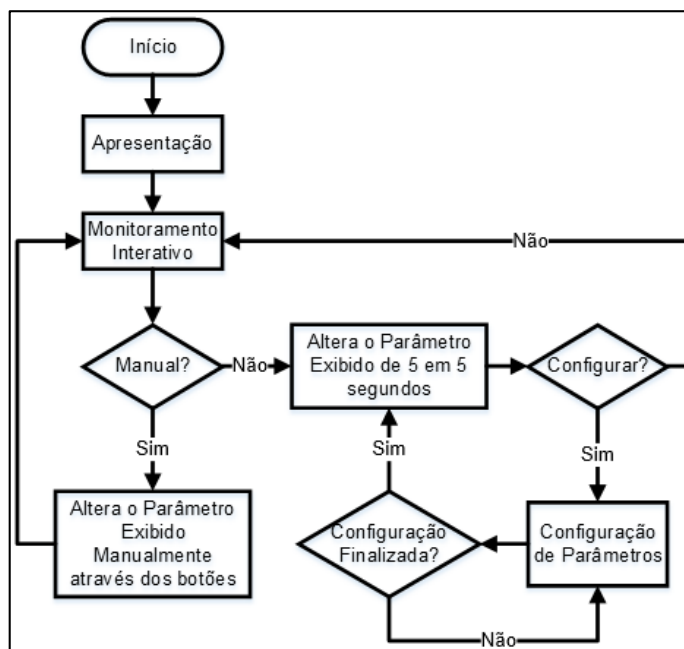 Início
Apresentação
Monitoramento
Interativo
Não
Manual?
Não
Altera o Parâmetro
Exibido de 5 em 5
segundos
Configurar?
Sim
Sim
Sim
Altera o Parâmetro
Exibido
Manualmente
através dos botões
Configuração
Finalizada?
Configuração
de Parâmetros
Não